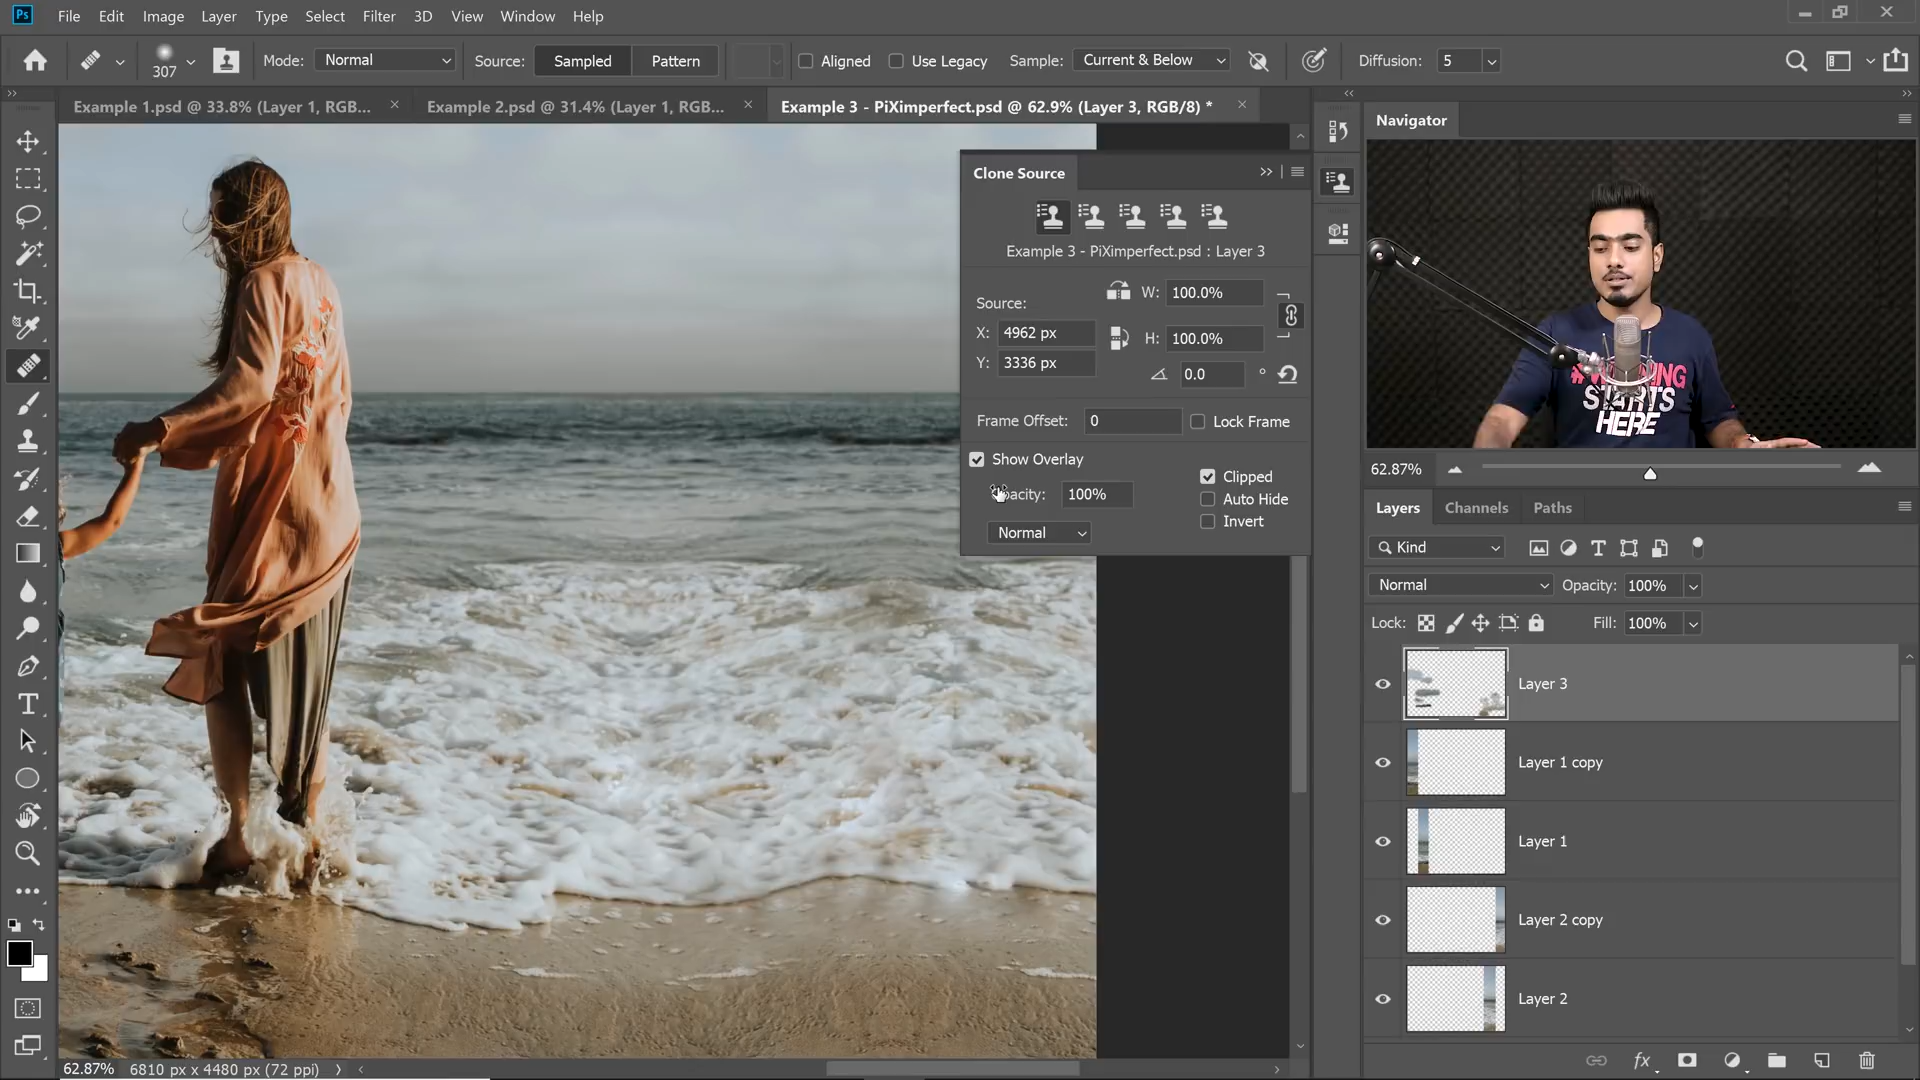 Ps File Edit Image Layer Type Select Filter 3D View Window Help
307 Mode: Normal Source: Sampled Pattern Aligned Use Legacy Sample: Current & Below Diffusion: 5
Example 1.psd @ 33.8% (Layer 1, RGB... × Example 2.psd @ 31.4% (Layer 1, RGB... × Example 3 - PiXimperfect.psd @ 62.9% (Layer 3, RGB/8) * ×
Clone Source
Example 3 - PiXimperfect.psd : Layer 3
W: 100.0%
Source:
X: 4962 px
H: 100.0%
Y: 3336 px
0.0 °
Frame Offset: 0 Lock Frame
Show Overlay
Clipped
acity: 100%
Auto Hide
Invert
Normal
Navigator
STARTS
HERE
62.87%
Layers Channels Paths
Kind
Normal Opacity: 100%
Lock: Fill: 100%
Layer 3
Layer 1 copy
Layer 1
Layer 2 copy
Layer 2
fx
62.87% 6810 px x 4480 px (72 ppi)